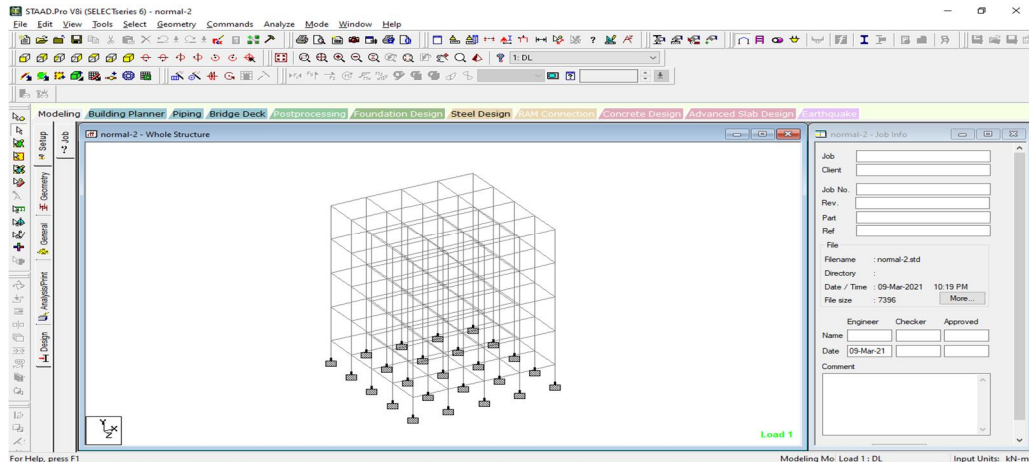 STAAD.Pro V8i (SELECTseries 6) - normal-2
File Edit View Tools Select Geometry Commands Analyze Mode Window Help
1: DL
Modeling Building Planner Piping Bridge Deck Postprocessing Foundation Design Steel Design RAM Connection Concrete Design Advanced Slab Design Earthquake
Setup
Geometry
General
Analysis/Print
Design
Job
normal-2 - Whole Structure
Y
X
Z
Load 1
normal-2 - Job Info
Job
Client
Job No.
Rev.
Part
Ref
File
Filename : normal-2.std
Directory :
Date / Time : 09-Mar-2021 10:19 PM
File size : 7396 More...
Engineer Checker Approved
Name
Date 09-Mar-21
Comment
For Help, press F1
Modeling Mo Load 1 : DL Input Units: kN-m